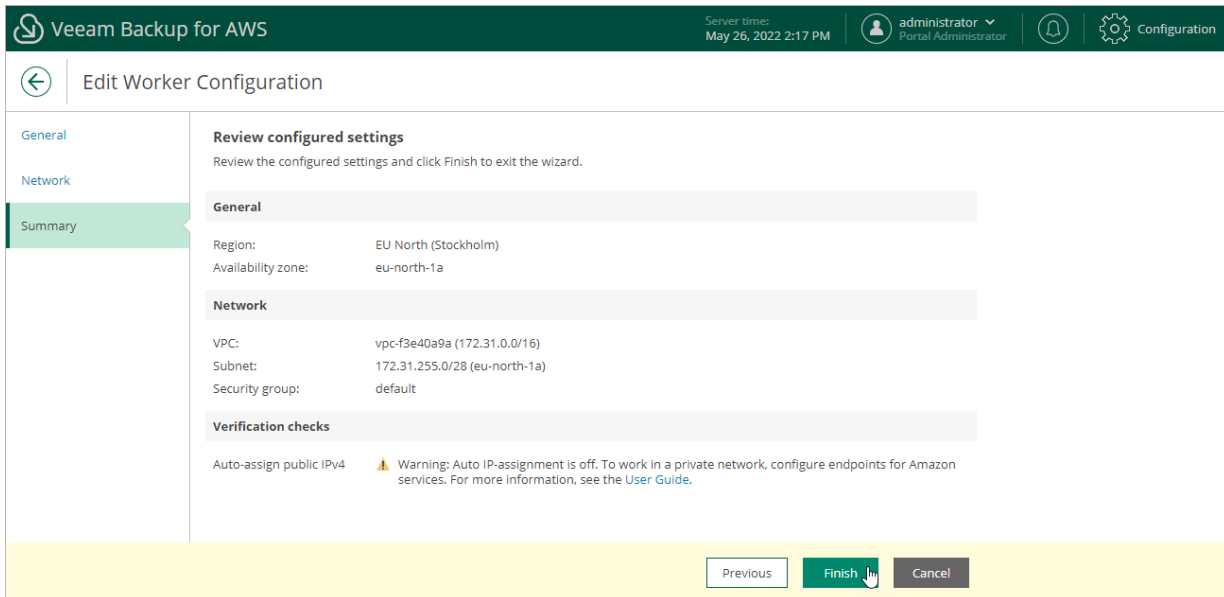 Veeam Backup for AWS
Server time:
May 26, 2022 2:17 PM
administrator
Portal Administrator
Configuration
Edit Worker Configuration
General
Network
Summary
Review configured settings
Review the configured settings and click Finish to exit the wizard.
General
Region: EU North (Stockholm)
Availability zone: eu-north-1a
Network
VPC: vpc-f3e40a9a (172.31.0.0/16)
Subnet: 172.31.255.0/28 (eu-north-1a)
Security group: default
Verification checks
Auto-assign public IPv4 Warning: Auto IP-assignment is off. To work in a private network, configure endpoints for Amazon
services. For more information, see the User Guide.
Previous Finish Cancel